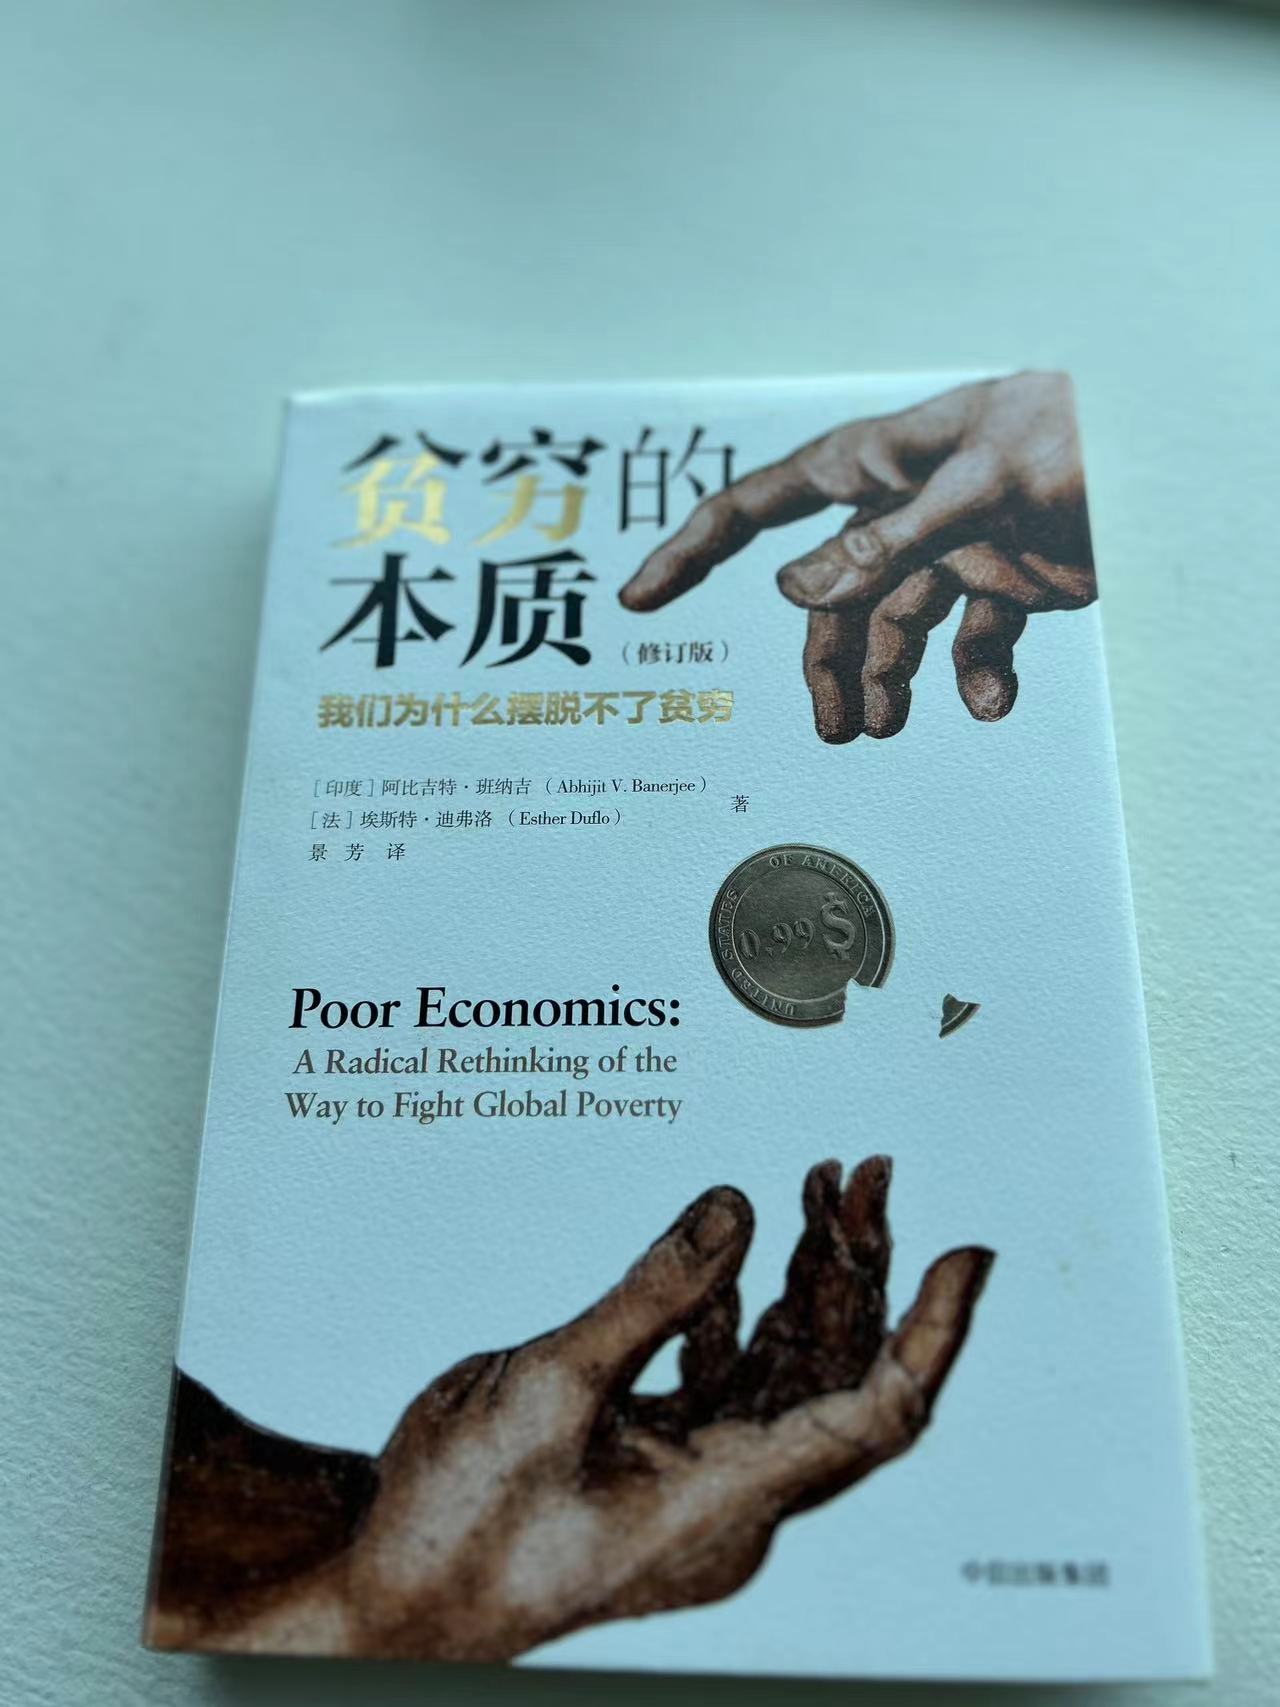 贫穷的
本质（修订版）
我们为什么摆脱不了贫穷
［印度］阿比吉特·班纳吉（Abhijit V. Banerjee）
［法］埃斯特·迪弗洛（Esther Duflo）
著
景 芳 译
UNITED STATES OF AMERICA
0.99$
Poor Economics:
A Radical Rethinking of the
Way to Fight Global Poverty
中信出版集团